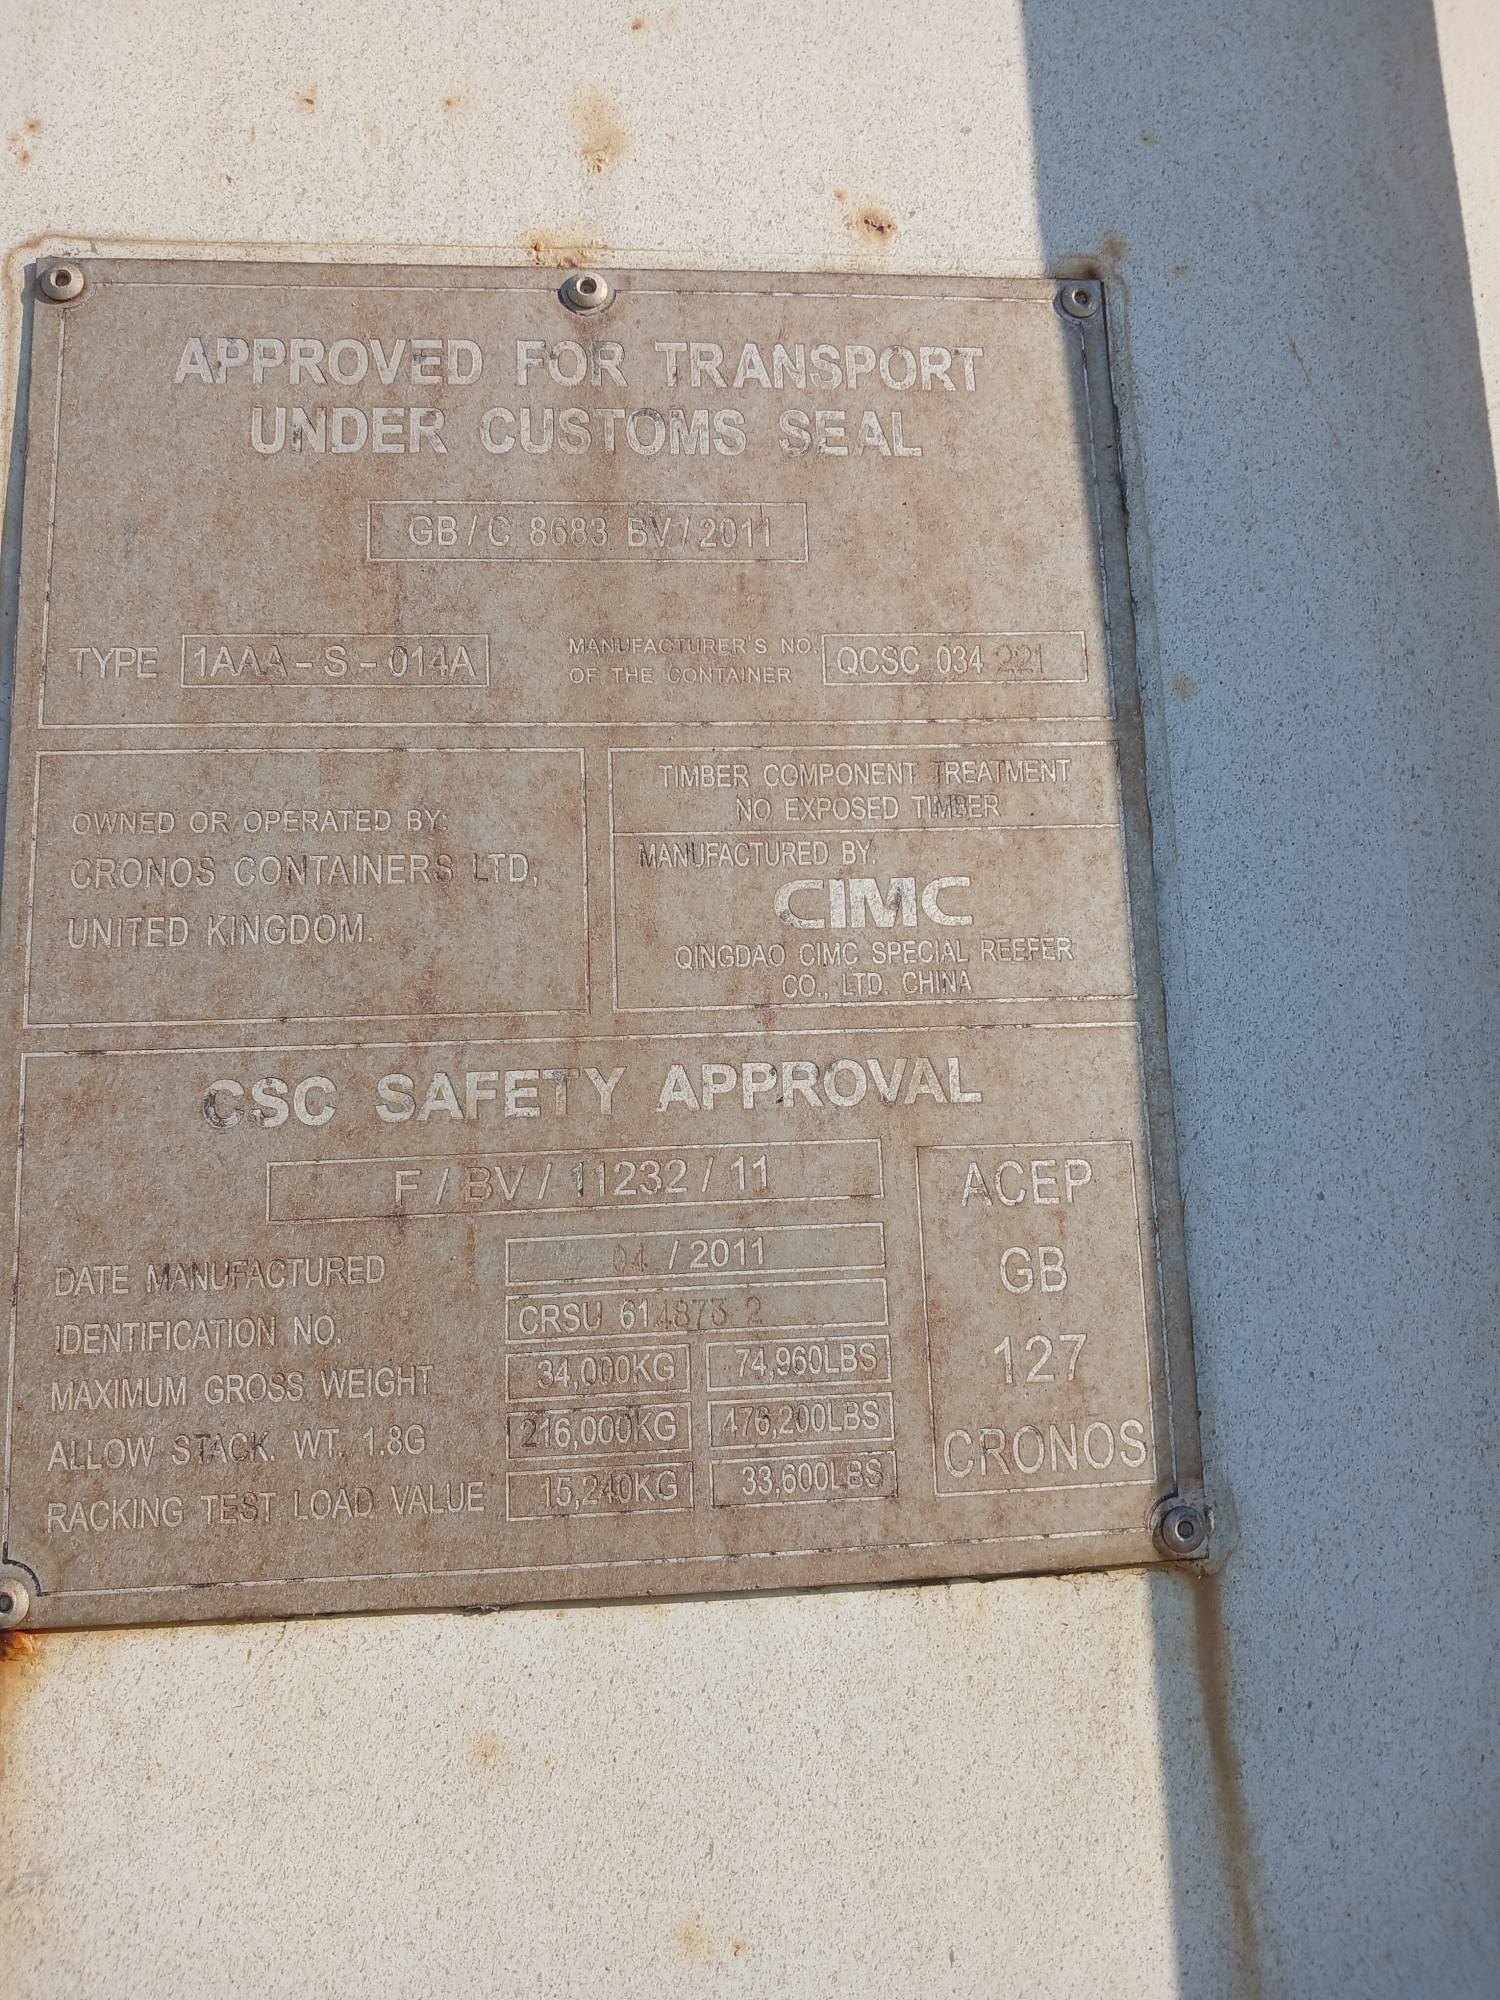 APPROVED FOR TRANSPORT
UNDER CUSTOMS SEAL
GB / C 8683 BV / 2011
TYPE 1AAA - S - 014A
MANUFACTURER'S NO.
OF THE CONTAINER
QCSC 034 221
OWNED OR OPERATED BY:
CRONOS CONTAINERS LTD,
UNITED KINGDOM.
TIMBER COMPONENT TREATMENT
NO EXPOSED TIMBER
MANUFACTURED BY:
CIMC
QINGDAO CIMC SPECIAL REEFER
CO., LTD. CHINA
CSC SAFETY APPROVAL
F / BV / 11232 / 11
DATE MANUFACTURED 04 / 2011
IDENTIFICATION NO. CRSU 614873 2
MAXIMUM GROSS WEIGHT 34,000KG 74,960LBS
ALLOW STACK. WT. 1.8G 216,000KG 476,200LBS
RACKING TEST LOAD VALUE 15,240KG 33,600LBS
ACEP
GB
127
CRONOS